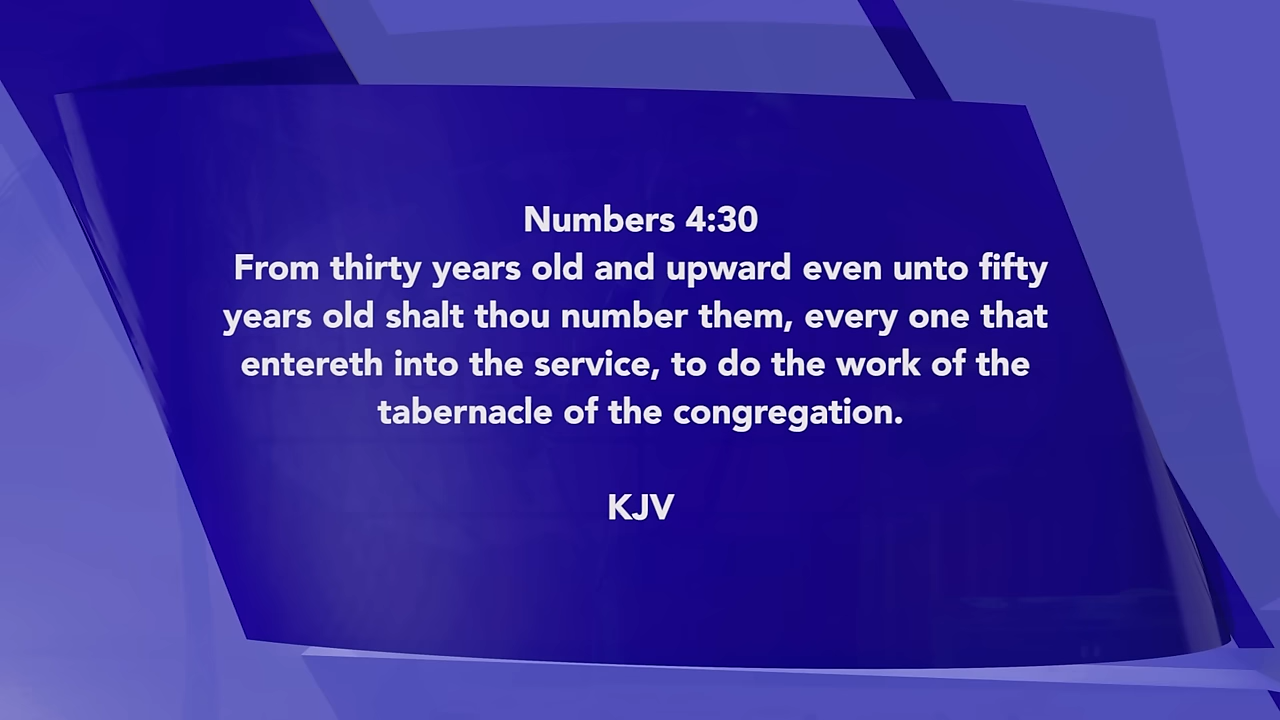 Numbers 4:30
From thirty years old and upward even unto fifty
years old shalt thou number them, every one that
entereth into the service, to do the work of the
tabernacle of the congregation.
KJV